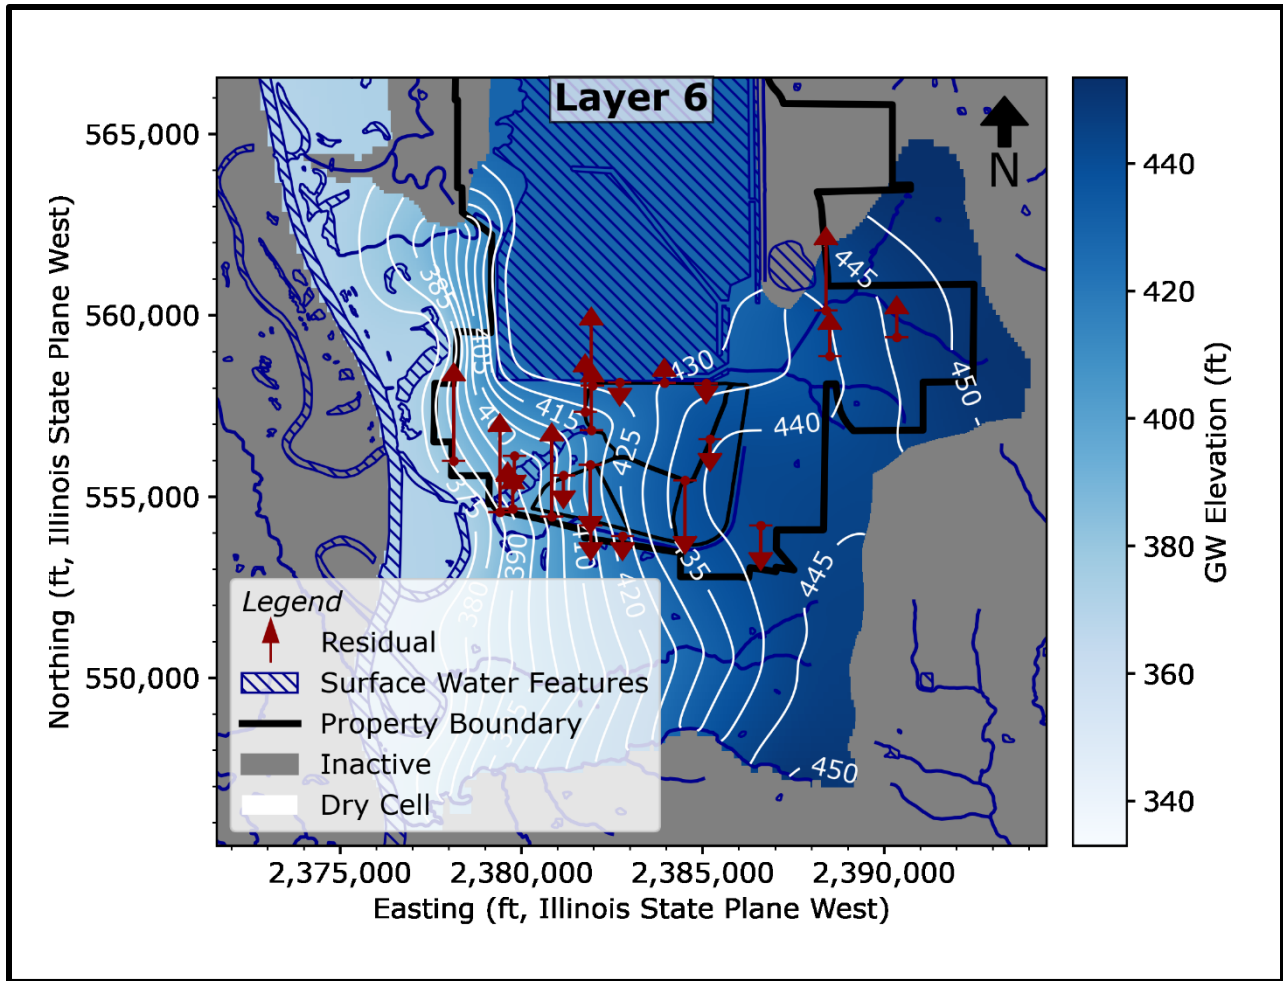 Layer 6
N
565,000
560,000
555,000
550,000
Northing (ft, Illinois State Plane West)
2,375,000
2,380,000
2,385,000
2,390,000
Easting (ft, Illinois State Plane West)
385
405
415
430
425
440
445
450
390
410
420
435
380
445
450
Legend
Residual
Surface Water Features
Property Boundary
Inactive
Dry Cell
440
420
400
380
360
340
GW Elevation (ft)